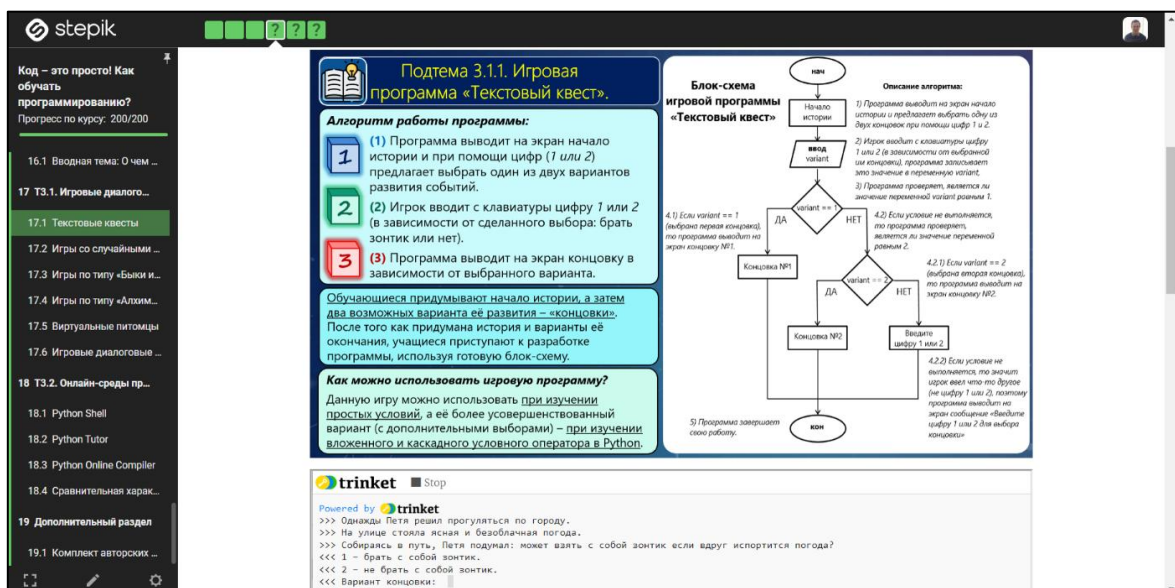 stepik
? ? ?
Код – это просто! Как
обучать
программированию?
Прогресс по курсу: 200/200
16.1 Вводная тема: О чем ...
17 Т3.1. Игровые диалого...
17.1 Текстовые квесты
17.2 Игры со случайными ...
17.3 Игры по типу «Быки и...
17.4 Игры по типу «Алхим...
17.5 Виртуальные питомцы
17.6 Игровые диалоговые ...
18 Т3.2. Онлайн-среды пр...
18.1 Python Shell
18.2 Python Tutor
18.3 Python Online Compiler
18.4 Сравнительная харак...
19 Дополнительный раздел
19.1 Комплект авторских ...
Подтема 3.1.1. Игровая
программа «Текстовый квест».
Алгоритм работы программы:
1
(1) Программа выводит на экран начало
истории и при помощи цифр (1 или 2)
предлагает выбрать один из двух вариантов
развития событий.
2
(2) Игрок вводит с клавиатуры цифру 1 или 2
(в зависимости от сделанного выбора: брать
зонтик или нет).
3
(3) Программа выводит на экран концовку в
зависимости от выбранного варианта.
Обучающиеся придумывают начало истории, а затем
два возможных варианта её развития – «концовки».
После того как придумана история и варианты её
окончания, учащиеся приступают к разработке
программы, используя готовую блок-схему.
Как можно использовать игровую программу?
Данную игру можно использовать при изучении
простых условий, а её более усовершенствованный
вариант (с дополнительными выборами) – при изучении
вложенного и каскадного условного оператора в Python.
Блок-схема
игровой программы
«Текстовый квест»
нач
Начало
истории
ввод
variant
variant == 1
ДА
НЕТ
4.1) Если variant == 1
(выбрана первая концовка),
то программа выводит на
экран концовку №1.
Концовка №1
variant == 2
ДА
НЕТ
Концовка №2
Введите
цифру 1 или 2
5) Программа завершает
свою работу.
кон
Описание алгоритма:
1) Программа выводит на экран начало
истории и предлагает выбрать одну из
двух концовок при помощи цифр 1 и 2.
2) Игрок вводит с клавиатуры цифру
1 или 2 (в зависимости от выбранной
им концовки), программа записывает
это значение в переменную variant.
3) Программа проверяет, является ли
значение переменной variant равным 1.
4.2) Если условие не выполняется,
то программа проверяет,
является ли значение переменной
равным 2.
4.2.1) Если variant == 2
(выбрана вторая концовка),
то программа выводит на
экран концовку №2.
4.2.2) Если условие не
выполняется, то значит
игрок ввел что-то другое
(не цифру 1 или 2), поэтому
программа выводит на
экран сообщение «Введите
цифру 1 или 2 для выбора
концовки»
trinket Stop
Powered by trinket
>>> Однажды Петя решил прогуляться по городу.
>>> На улице стояла ясная и безоблачная погода.
>>> Собираясь в путь, Петя подумал: может взять с собой зонтик если вдруг испортится погода?
<<< 1 – брать с собой зонтик.
<<< 2 – не брать с собой зонтик.
<<< Вариант концовки: